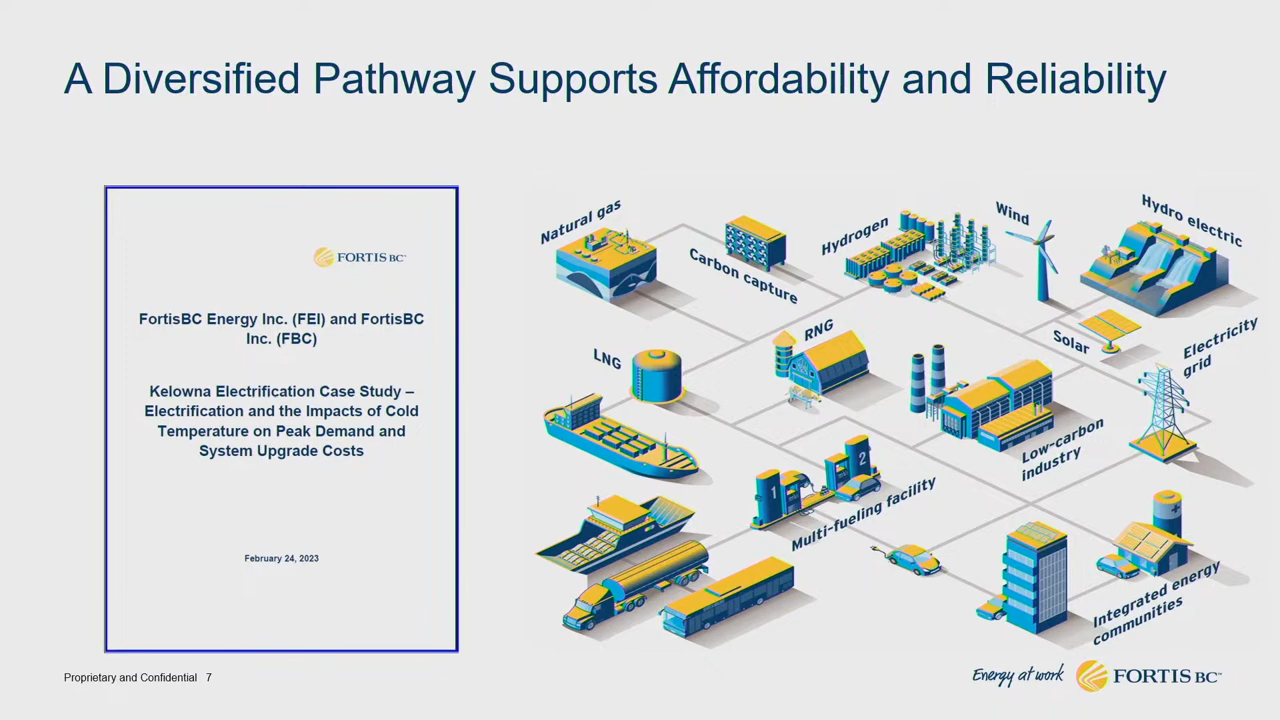 A Diversified Pathway Supports Affordability and Reliability
FORTIS BC
FortisBC Energy Inc. (FEI) and FortisBC
Inc. (FBC)
Kelowna Electrification Case Study –
Electrification and the Impacts of Cold
Temperature on Peak Demand and
System Upgrade Costs
February 24, 2023
Natural gas
Carbon capture
Hydrogen
Wind
Hydro electric
LNG
RNG
Solar
Electricity
grid
Low-carbon
industry
1
2
Multi-fueling facility
Integrated energy
communities
Proprietary and Confidential 7
Energy at work
FORTIS BC™